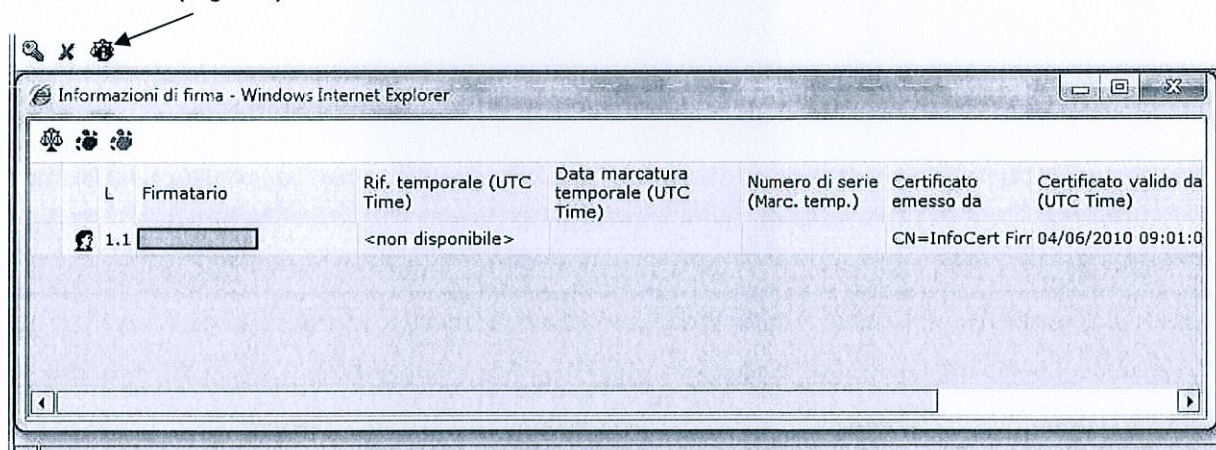 Informazioni di firma - Windows Internet Explorer
L Firmatario Rif. temporale (UTC Time) Data marcatura temporale (UTC Time) Numero di serie (Marc. temp.) Certificato emesso da Certificato valido da (UTC Time)
1.1 <non disponibile> CN=InfoCert Firr 04/06/2010 09:01:0